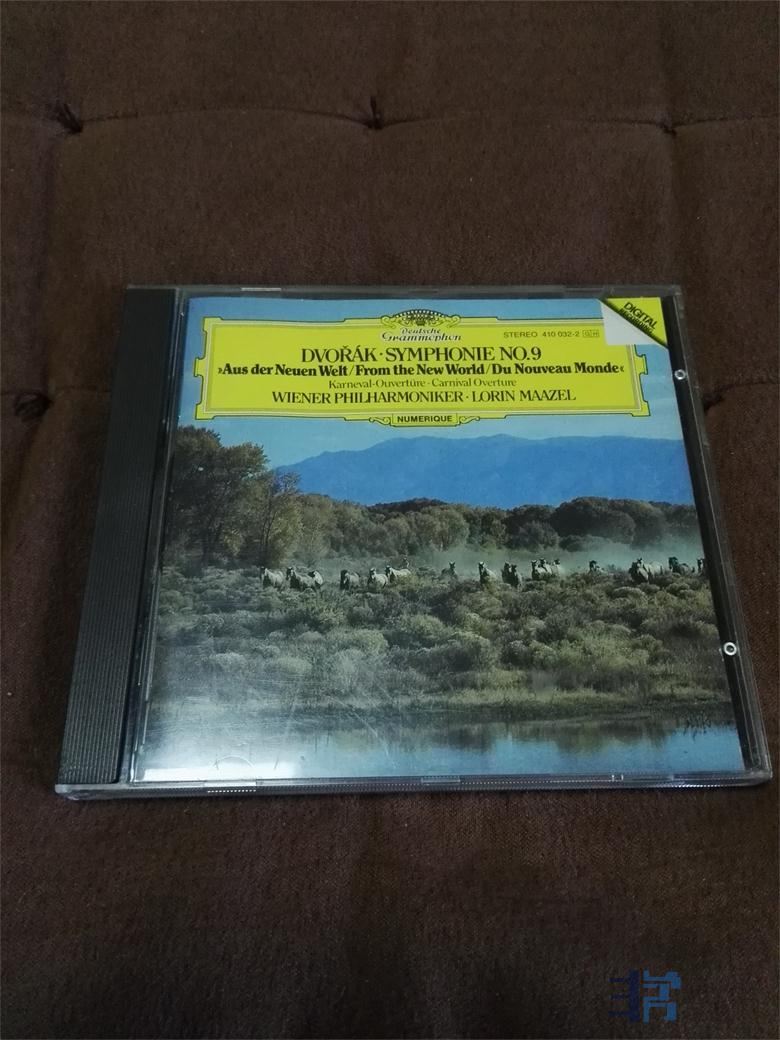 Deutsche
Grammophon
STEREO 410 032-2 GH
DIGITAL
DVOŘÁK · SYMPHONIE NO. 9
»Aus der Neuen Welt/From the New World/Du Nouveau Monde«
Karneval-Ouvertüre · Carnival Overture
WIENER PHILHARMONIKER · LORIN MAAZEL
NUMERIQUE